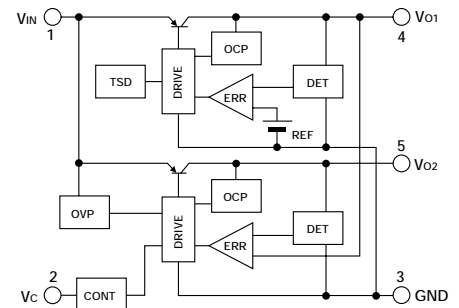 VIN
1
VO1
4
OCP
TSD
DRIVE
ERR
DET
REF
5
VO2
OVP
OCP
DRIVE
ERR
DET
2
VC
CONT
3
GND